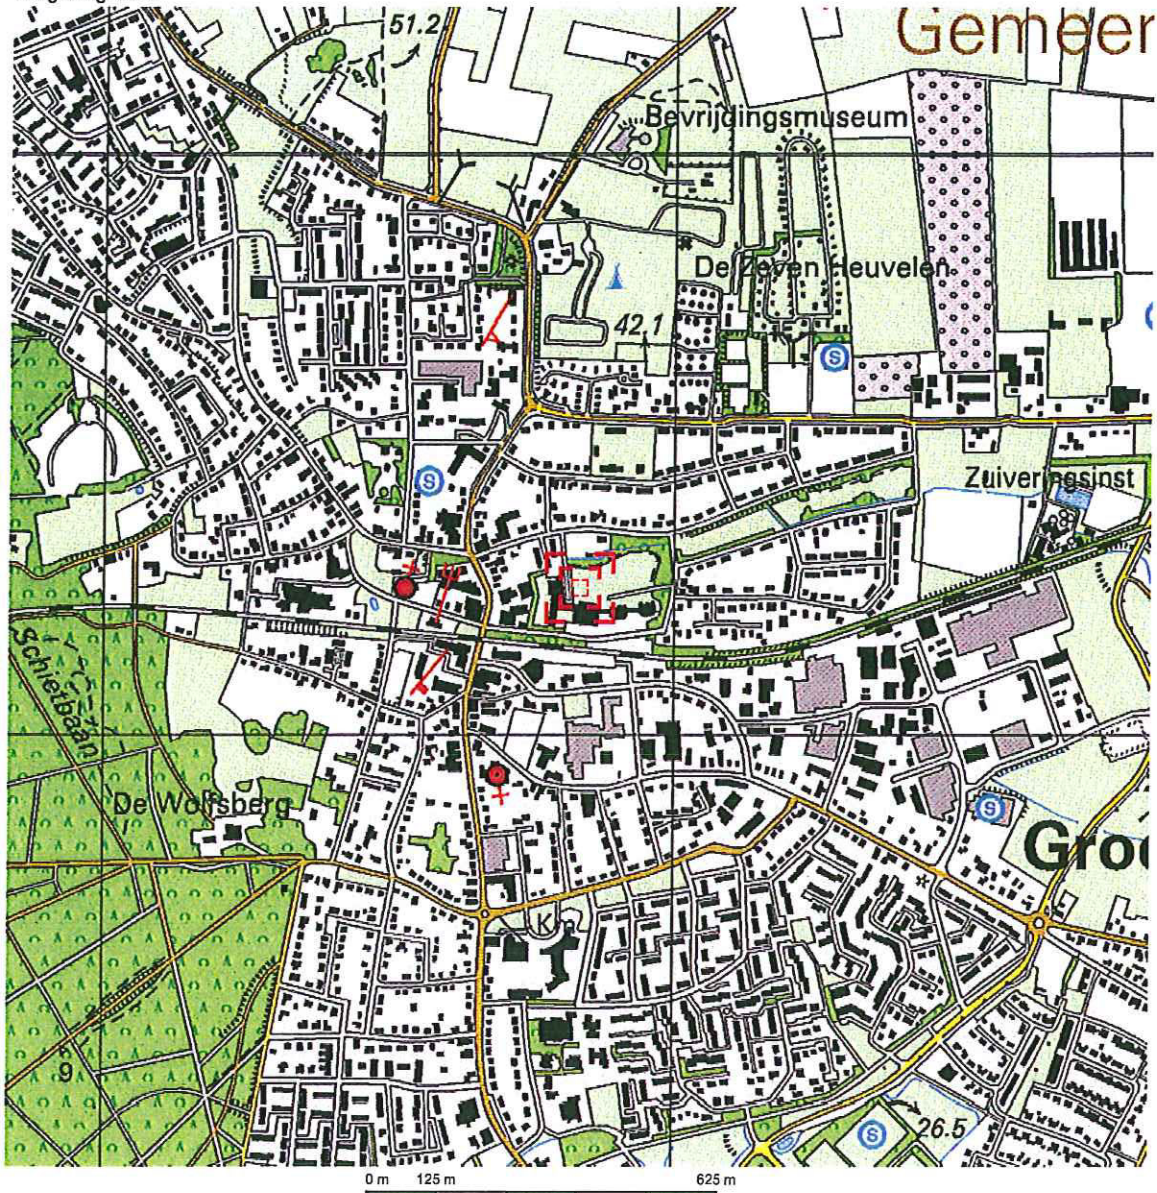 51.2
Gemeer
Bevrijdingsmuseum
De Zeven Heuvelen
42,1
S
S
Zuiveringsinst
Schietbaan
De Wolfsberg
S
Groe
K
9
26.5
S
0 m 125 m 625 m